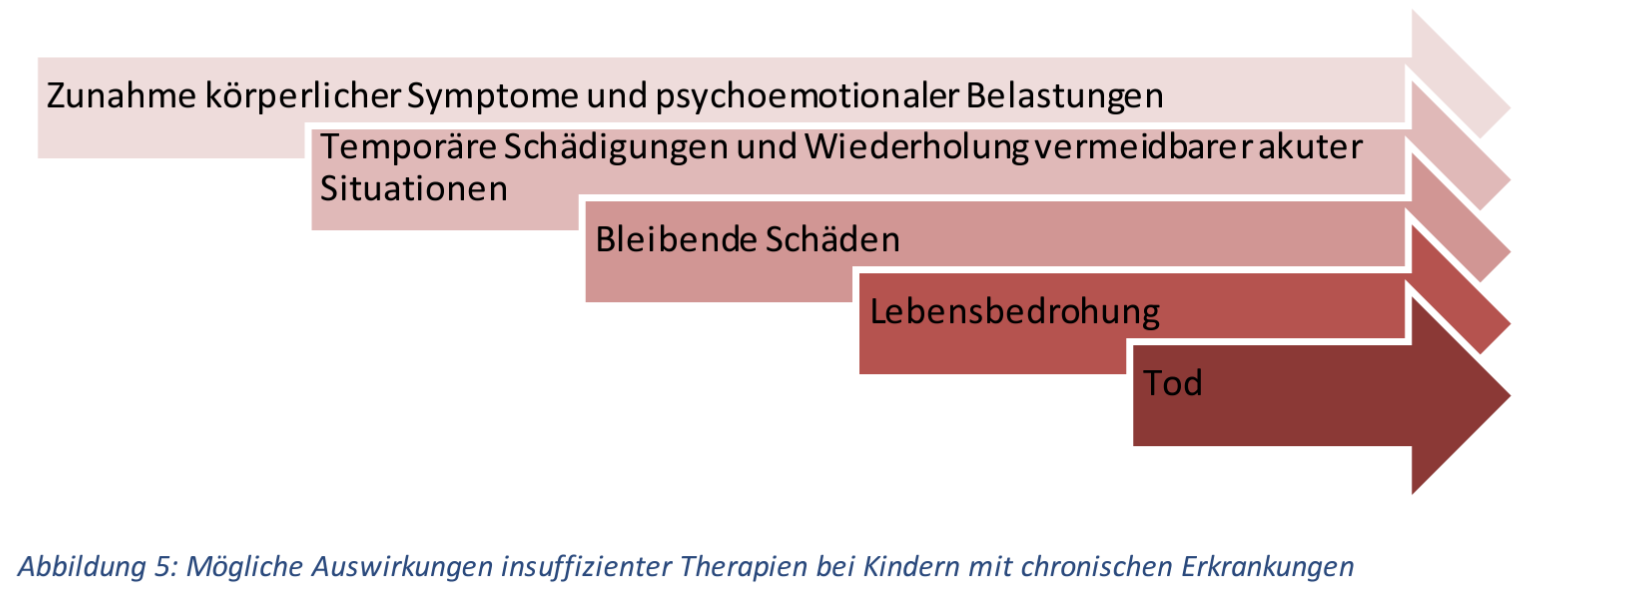 Zunahme körperlicher Symptome und psychoemotionaler Belastungen
Temporäre Schädigungen und Wiederholung vermeidbarer akuter
Situationen
Bleibende Schäden
Lebensbedrohung
Tod
Abbildung 5: Mögliche Auswirkungen insuffizienter Therapien bei Kindern mit chronischen Erkrankungen